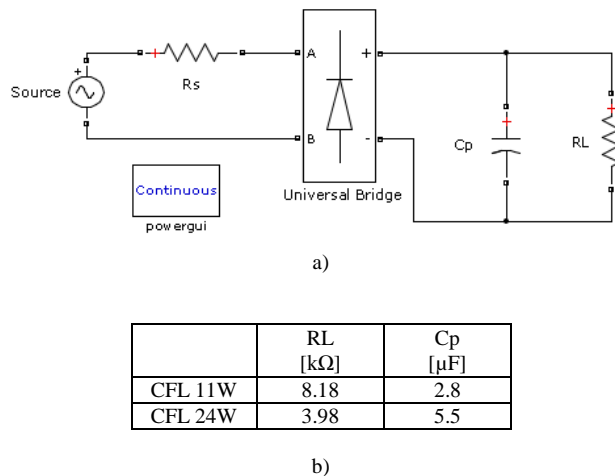 Source
+
Rs
A
B
+
-
Universal Bridge
Continuous
powergui
Cp
RL
a)
RL [kΩ] Cp [µF]
CFL 11W 8.18 2.8
CFL 24W 3.98 5.5
b)